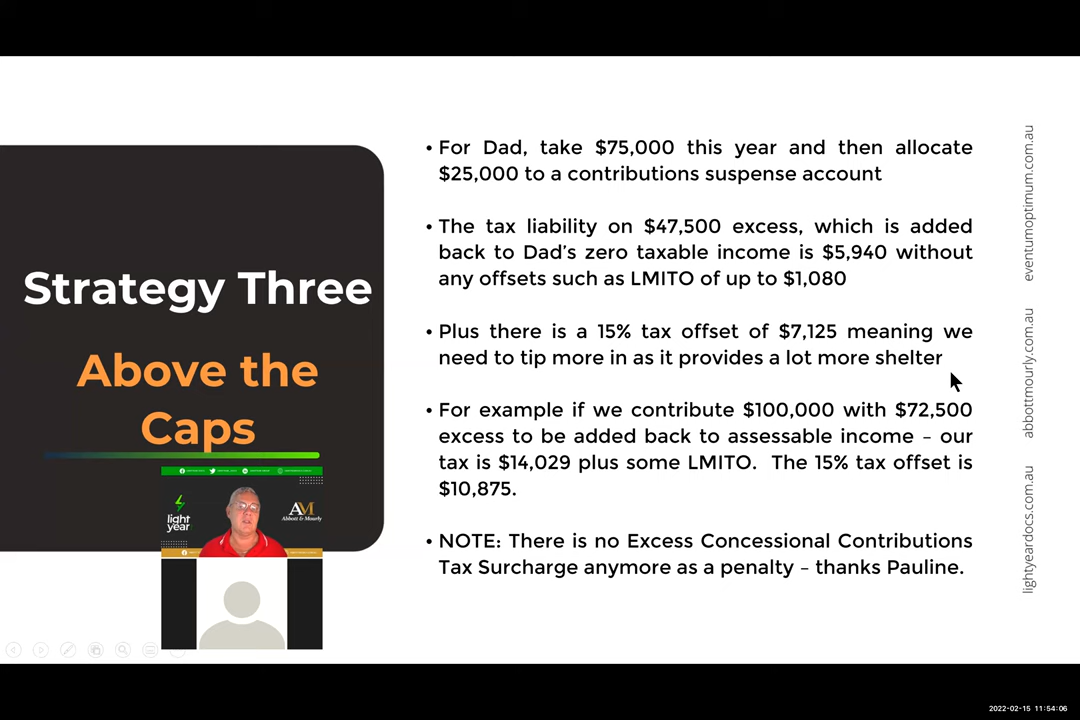 Strategy Three
Above the
Caps
• For Dad, take $75,000 this year and then allocate
$25,000 to a contributions suspense account
• The tax liability on $47,500 excess, which is added
back to Dad’s zero taxable income is $5,940 without
any offsets such as LMITO of up to $1,080
• Plus there is a 15% tax offset of $7,125 meaning we
need to tip more in as it provides a lot more shelter
• For example if we contribute $100,000 with $72,500
excess to be added back to assessable income – our
tax is $14,029 plus some LMITO. The 15% tax offset is
$10,875.
• NOTE: There is no Excess Concessional Contributions
Tax Surcharge anymore as a penalty – thanks Pauline.
lightyeardocs.com.au abbottmourly.com.au eventumoptimum.com.au
light
year
AM
Abbott & Mourly
2022-02-15 11:54:06